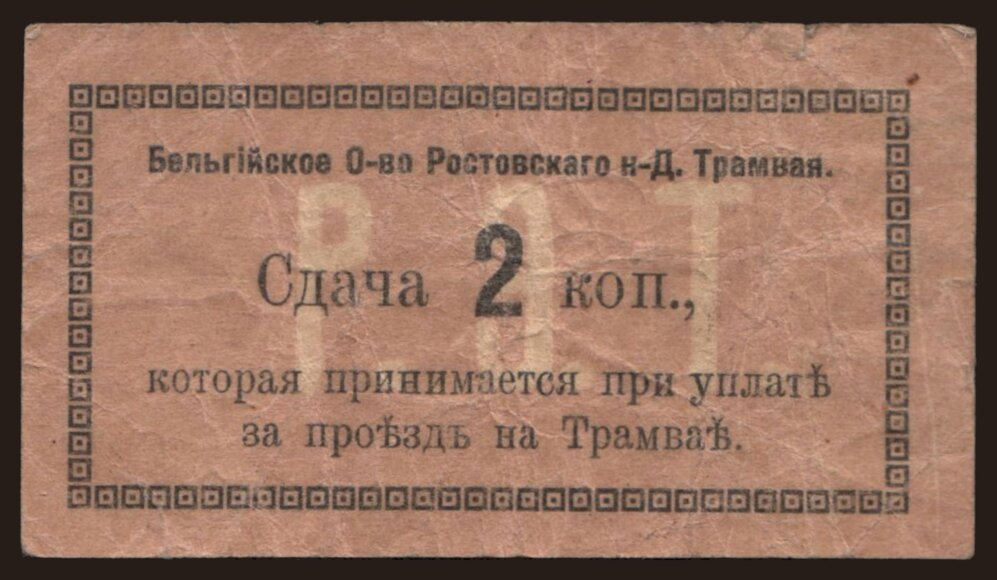 Бельгійское О-во Ростовскаго н-Д. Трамвая.
Р О Т
Сдача 2 коп.,
которая принимается при уплатѣ
за проѣздъ на Трамваѣ.